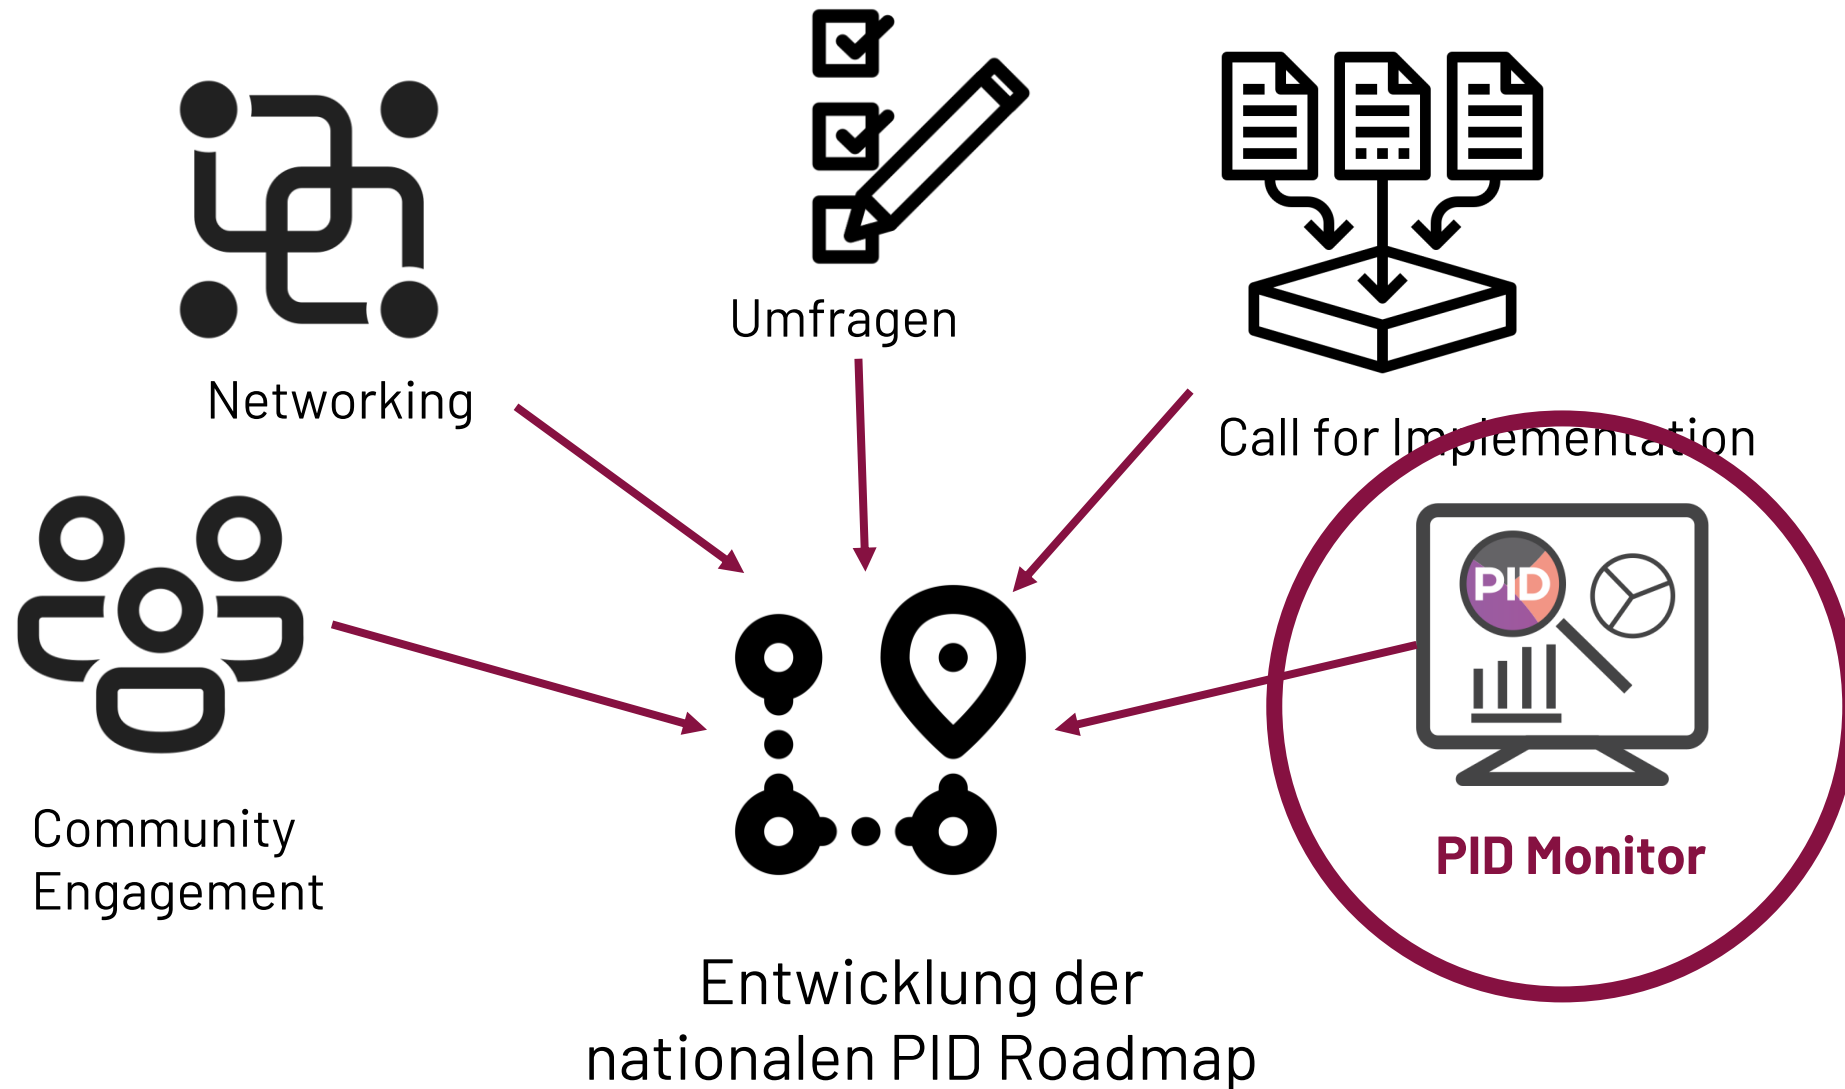 Umfragen
Networking
Call for Implementation
PID
PID Monitor
Community
Engagement
Entwicklung der
nationalen PID Roadmap